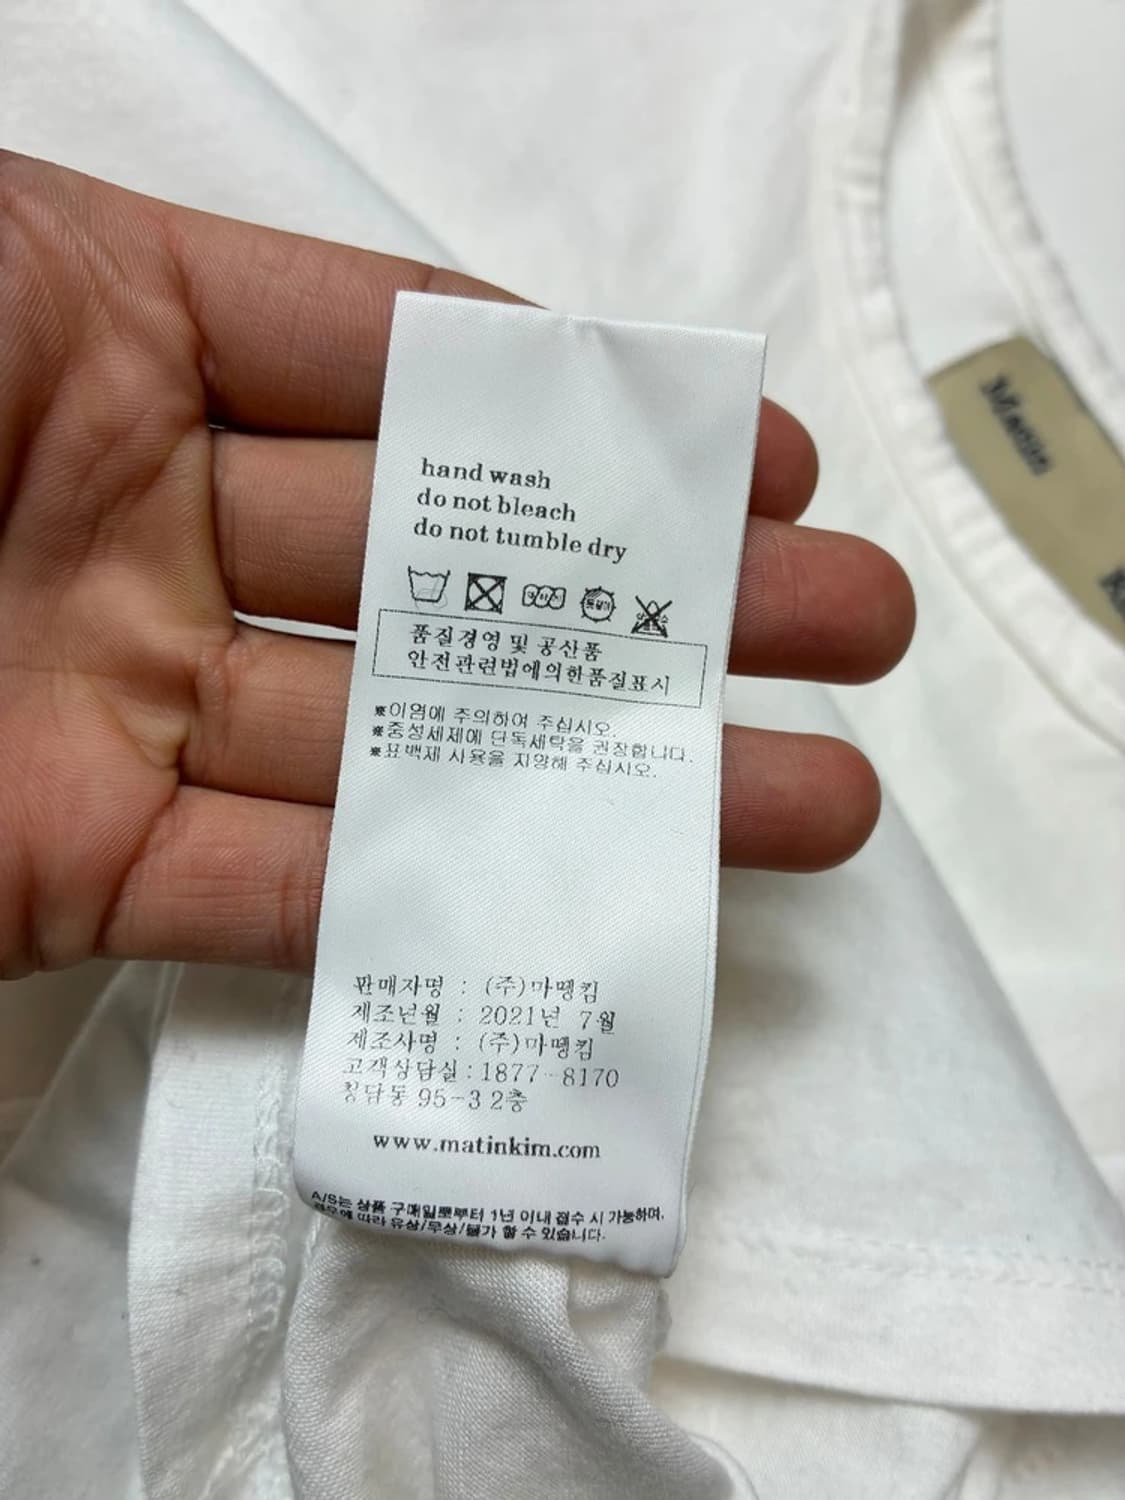 hand wash
do not bleach
do not tumble dry
품질경영 및 공산품
안전관련법에의한품질표시
※이염에 주의하여 주십시오.
※중성세제에 단독세탁을 권장합니다.
※표백제 사용을 지양해 주십시오.
판매자명 : (주)마뗑킴
제조년월 : 2021년 7월
제조사명 : (주)마뗑킴
고객상담실 : 1877-8170
청담동 95-3 2층
www.matinkim.com
A/S는 상품 구매일로부터 1년 이내 접수 시 가능하며,
경우에 따라 유상/무상/불가 할 수 있습니다.
Matin